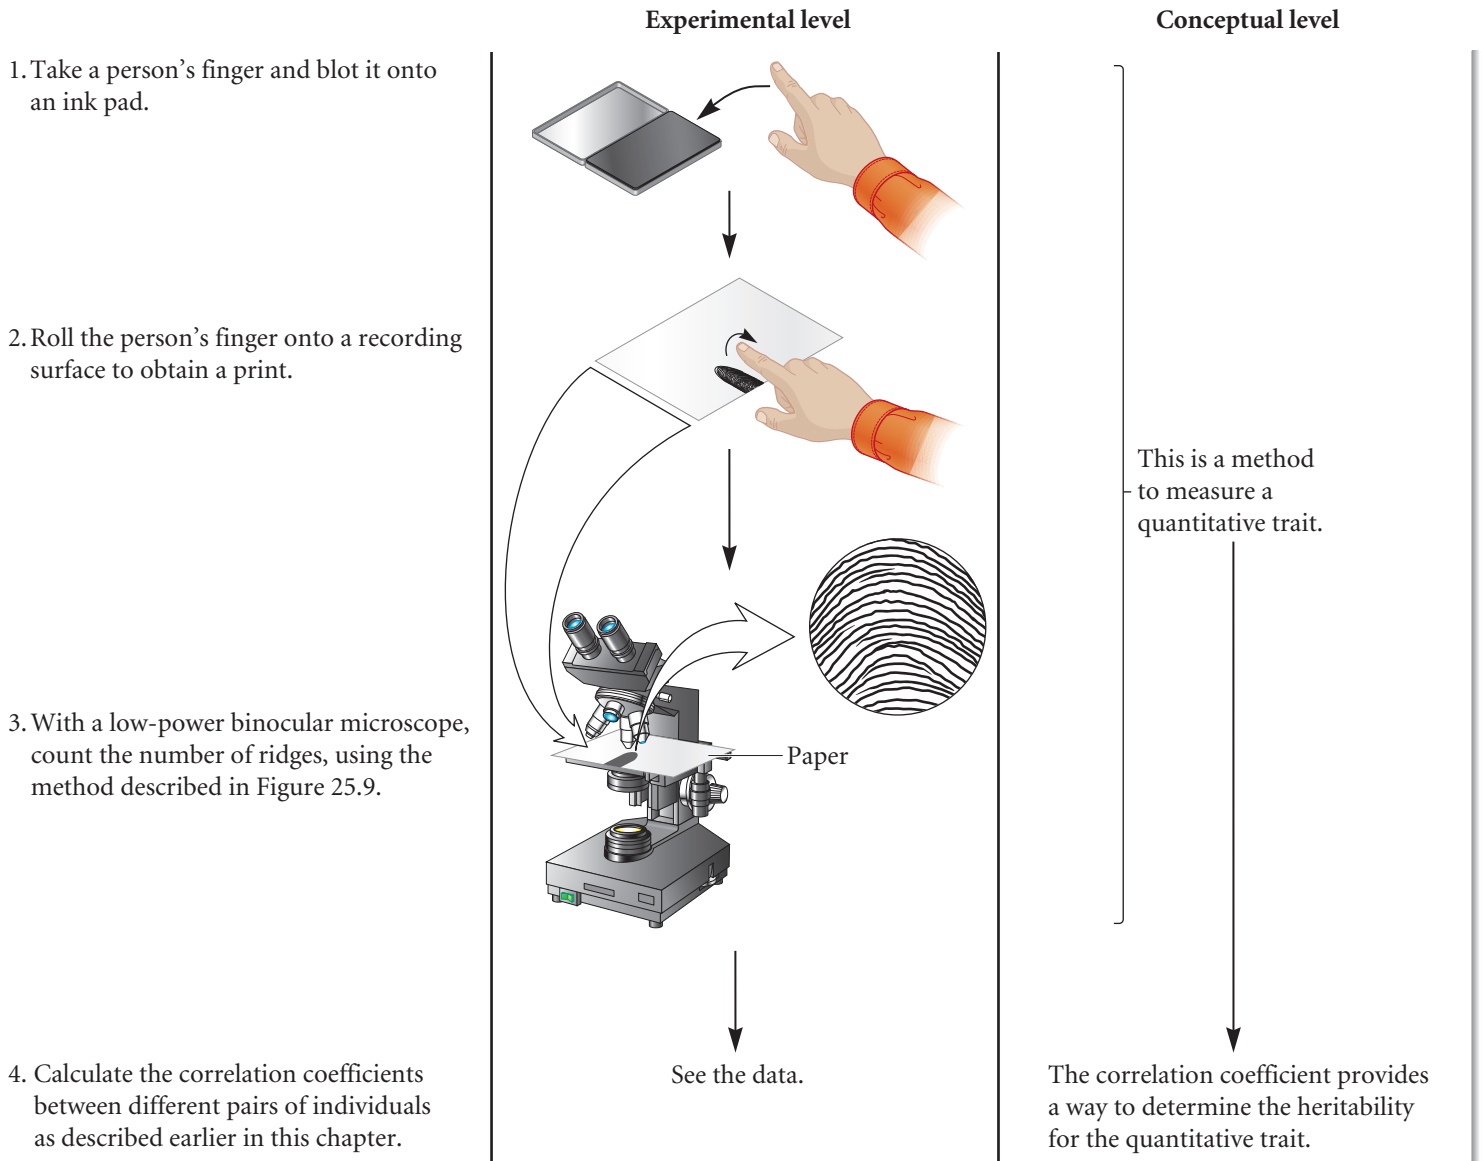 Experimental level
Conceptual level
1. Take a person's finger and blot it onto
an ink pad.
2. Roll the person's finger onto a recording
surface to obtain a print.
This is a method
to measure a
quantitative trait.
3. With a low-power binocular microscope,
count the number of ridges, using the
method described in Figure 25.9.
Paper
4. Calculate the correlation coefficients
between different pairs of individuals
as described earlier in this chapter.
See the data.
The correlation coefficient provides
a way to determine the heritability
for the quantitative trait.